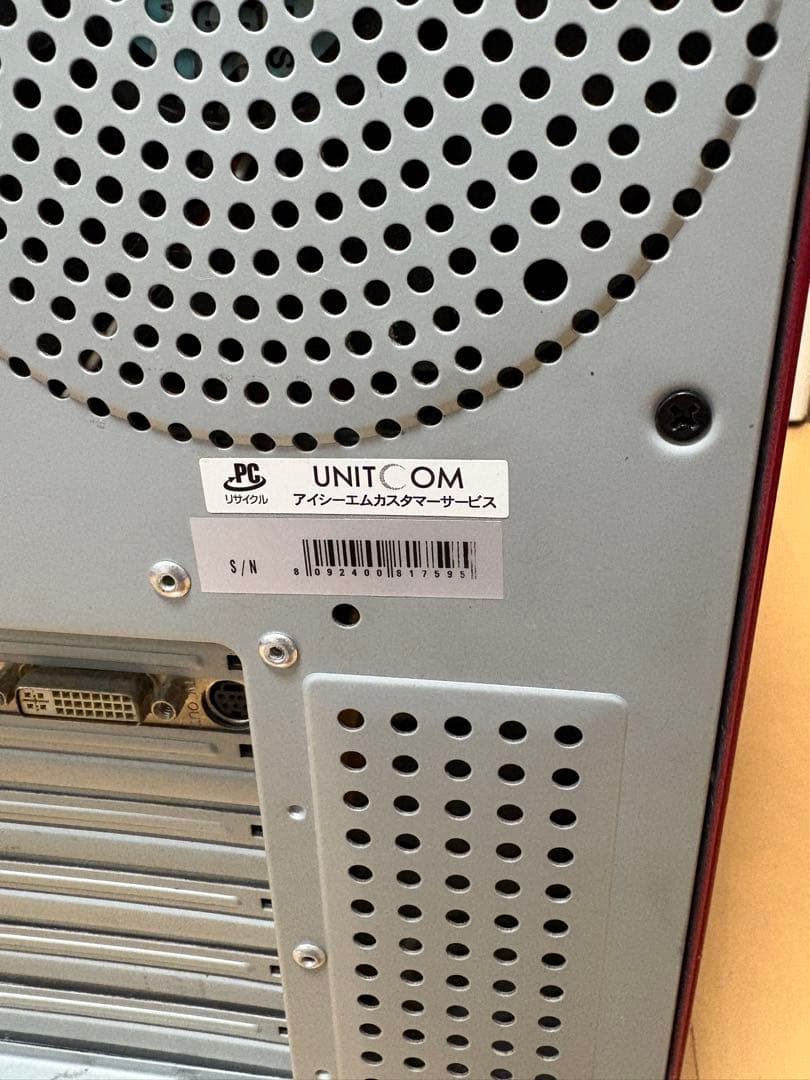 PC
リサイクル
UNITCOM
アイシーエムカスタマーサービス
S/N
8092400817595